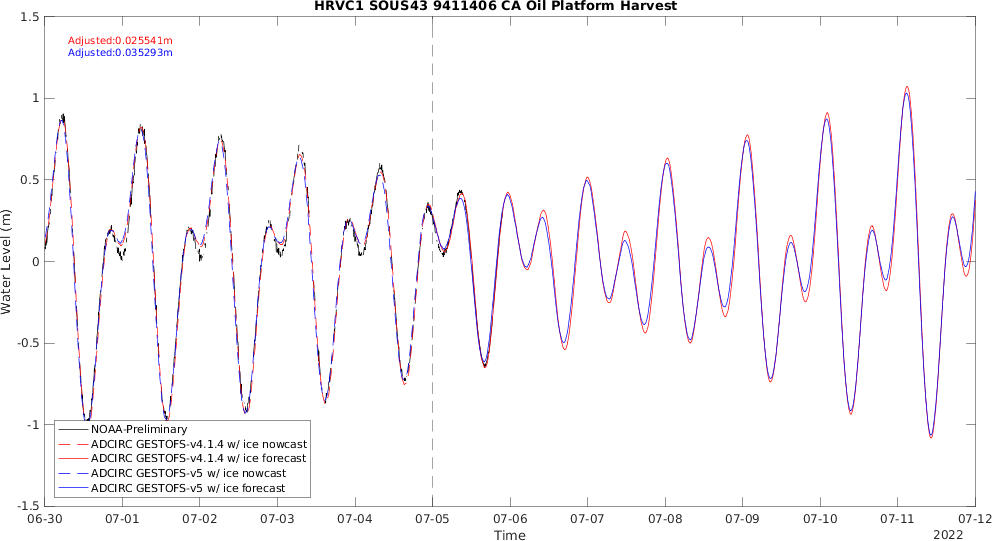 HRVC1 SOUS43 9411406 CA Oil Platform Harvest
1.5
Adjusted:0.025541m
Adjusted:0.035293m
1
0.5
0
-0.5
-1
-1.5
Water Level (m)
NOAA-Preliminary
ADCIRC GESTOFS-v4.1.4 w/ ice nowcast
ADCIRC GESTOFS-v4.1.4 w/ ice forecast
ADCIRC GESTOFS-v5 w/ ice nowcast
ADCIRC GESTOFS-v5 w/ ice forecast
06-30 07-01 07-02 07-03 07-04 07-05 07-06 07-07 07-08 07-09 07-10 07-11 07-12
Time
2022